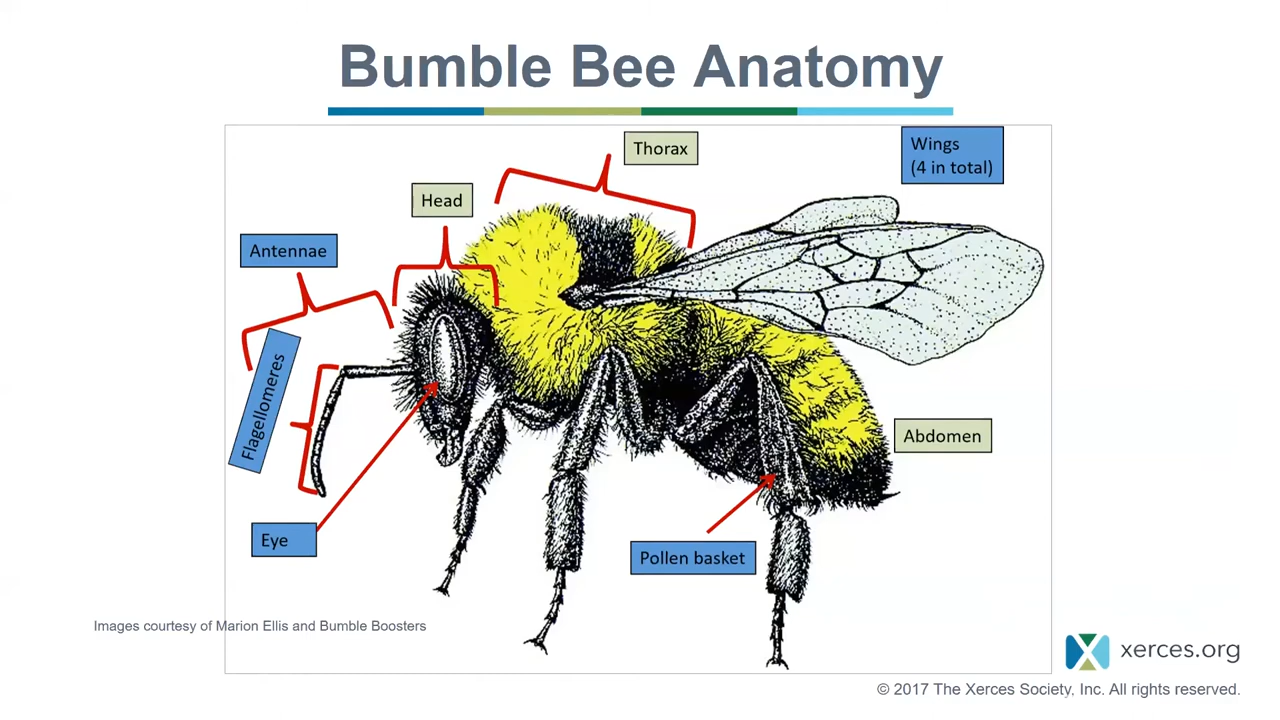 Bumble Bee Anatomy
Thorax
Wings
(4 in total)
Head
Antennae
Flagellomeres
Abdomen
Eye
Pollen basket
Images courtesy of Marion Ellis and Bumble Boosters
xerces.org
© 2017 The Xerces Society, Inc. All rights reserved.